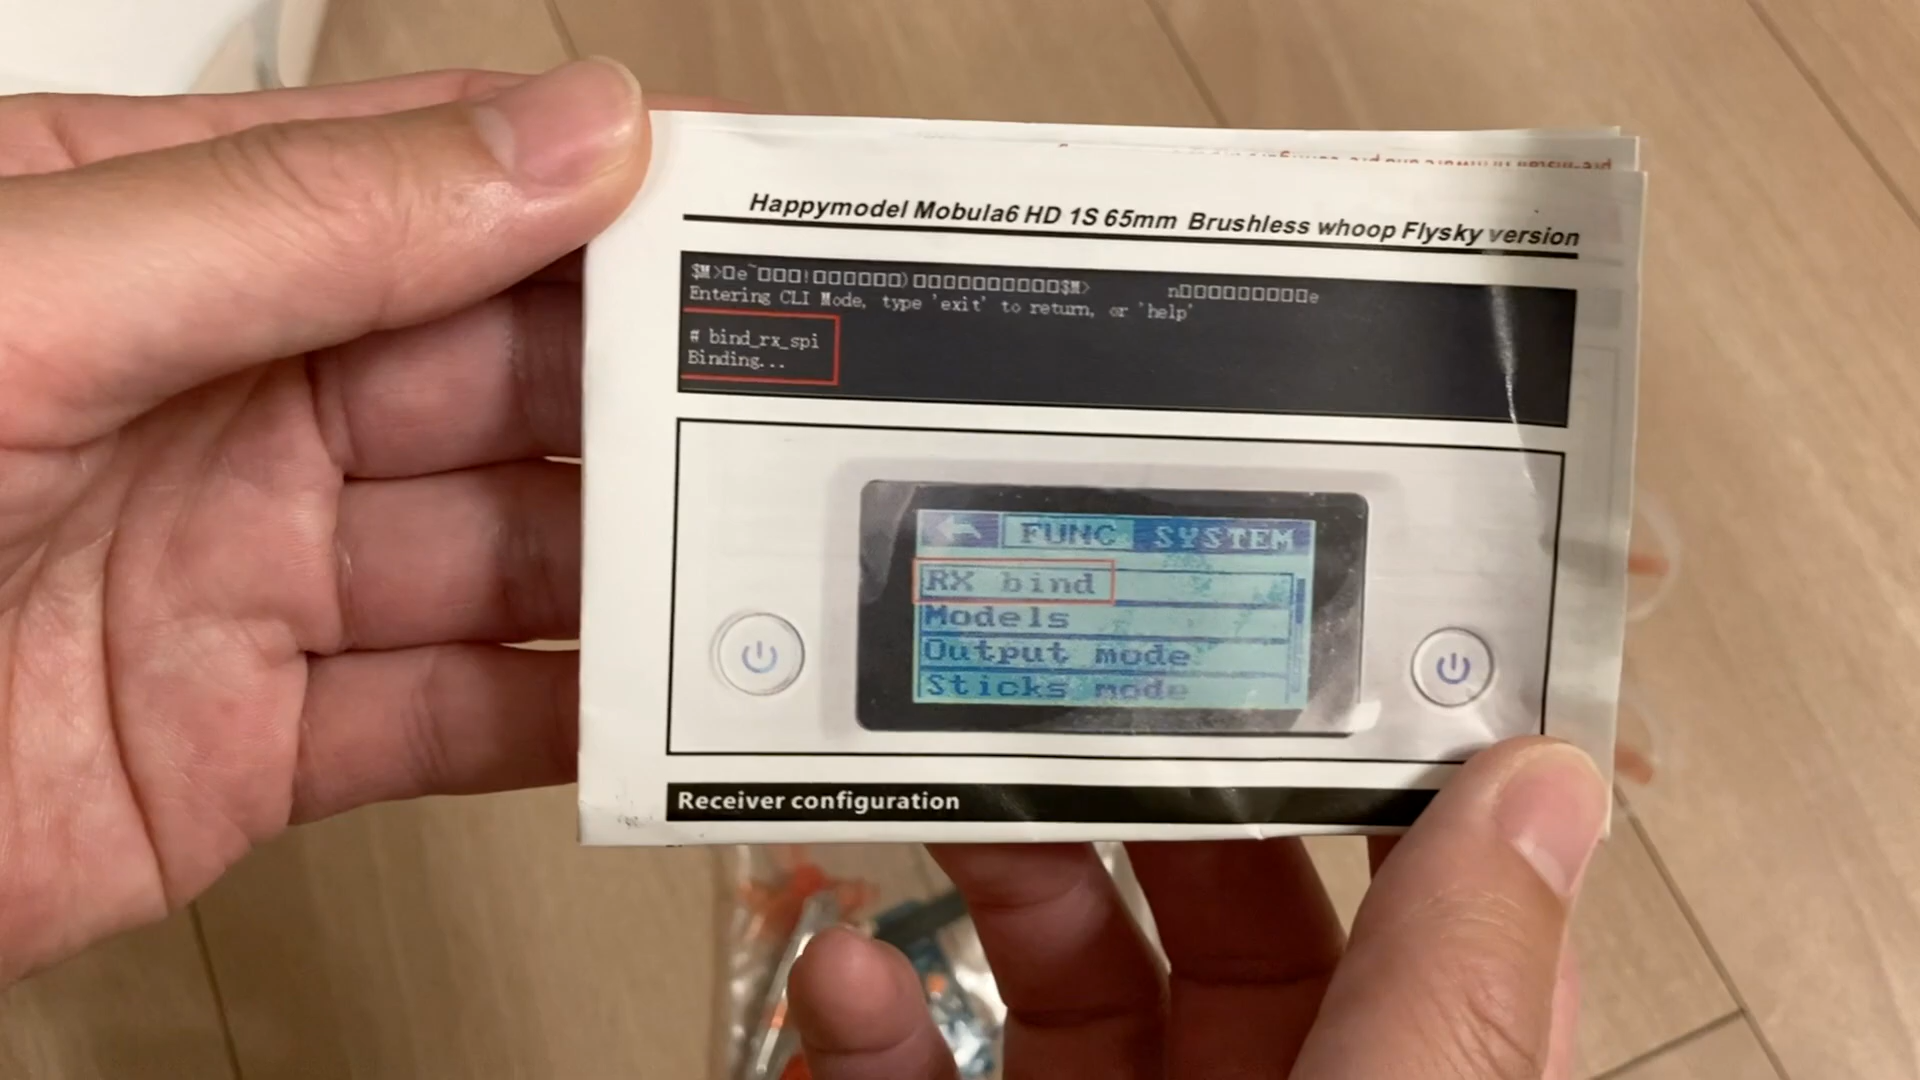 Happymodel Mobula6 HD 1S 65mm Brushless whoop Flysky version
$M>□e~□□□!□□□□□□)□□□□□□□□□□□$M> n□□□□□□□□□e
Entering CLI Mode, type 'exit' to return, or 'help'
# bind_rx_spi
Binding...
FUNC SYSTEM
RX bind
Models
Output mode
Sticks mode
Receiver configuration